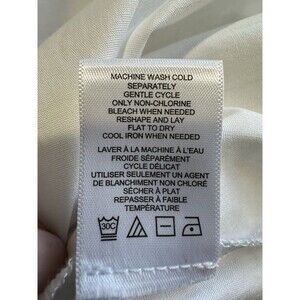 MACHINE WASH COLD
SEPARATELY
GENTLE CYCLE
ONLY NON-CHLORINE
BLEACH WHEN NEEDED
RESHAPE AND LAY
FLAT TO DRY
COOL IRON WHEN NEEDED
LAVER À LA MACHINE À L'EAU
FROIDE SÉPARÉMENT
CYCLE DÉLICAT
UTILISER SEULEMENT UN AGENT
DE BLANCHIMENT NON CHLORÉ
SÉCHER À PLAT
REPASSER À FAIBLE
TEMPÉRATURE
30C